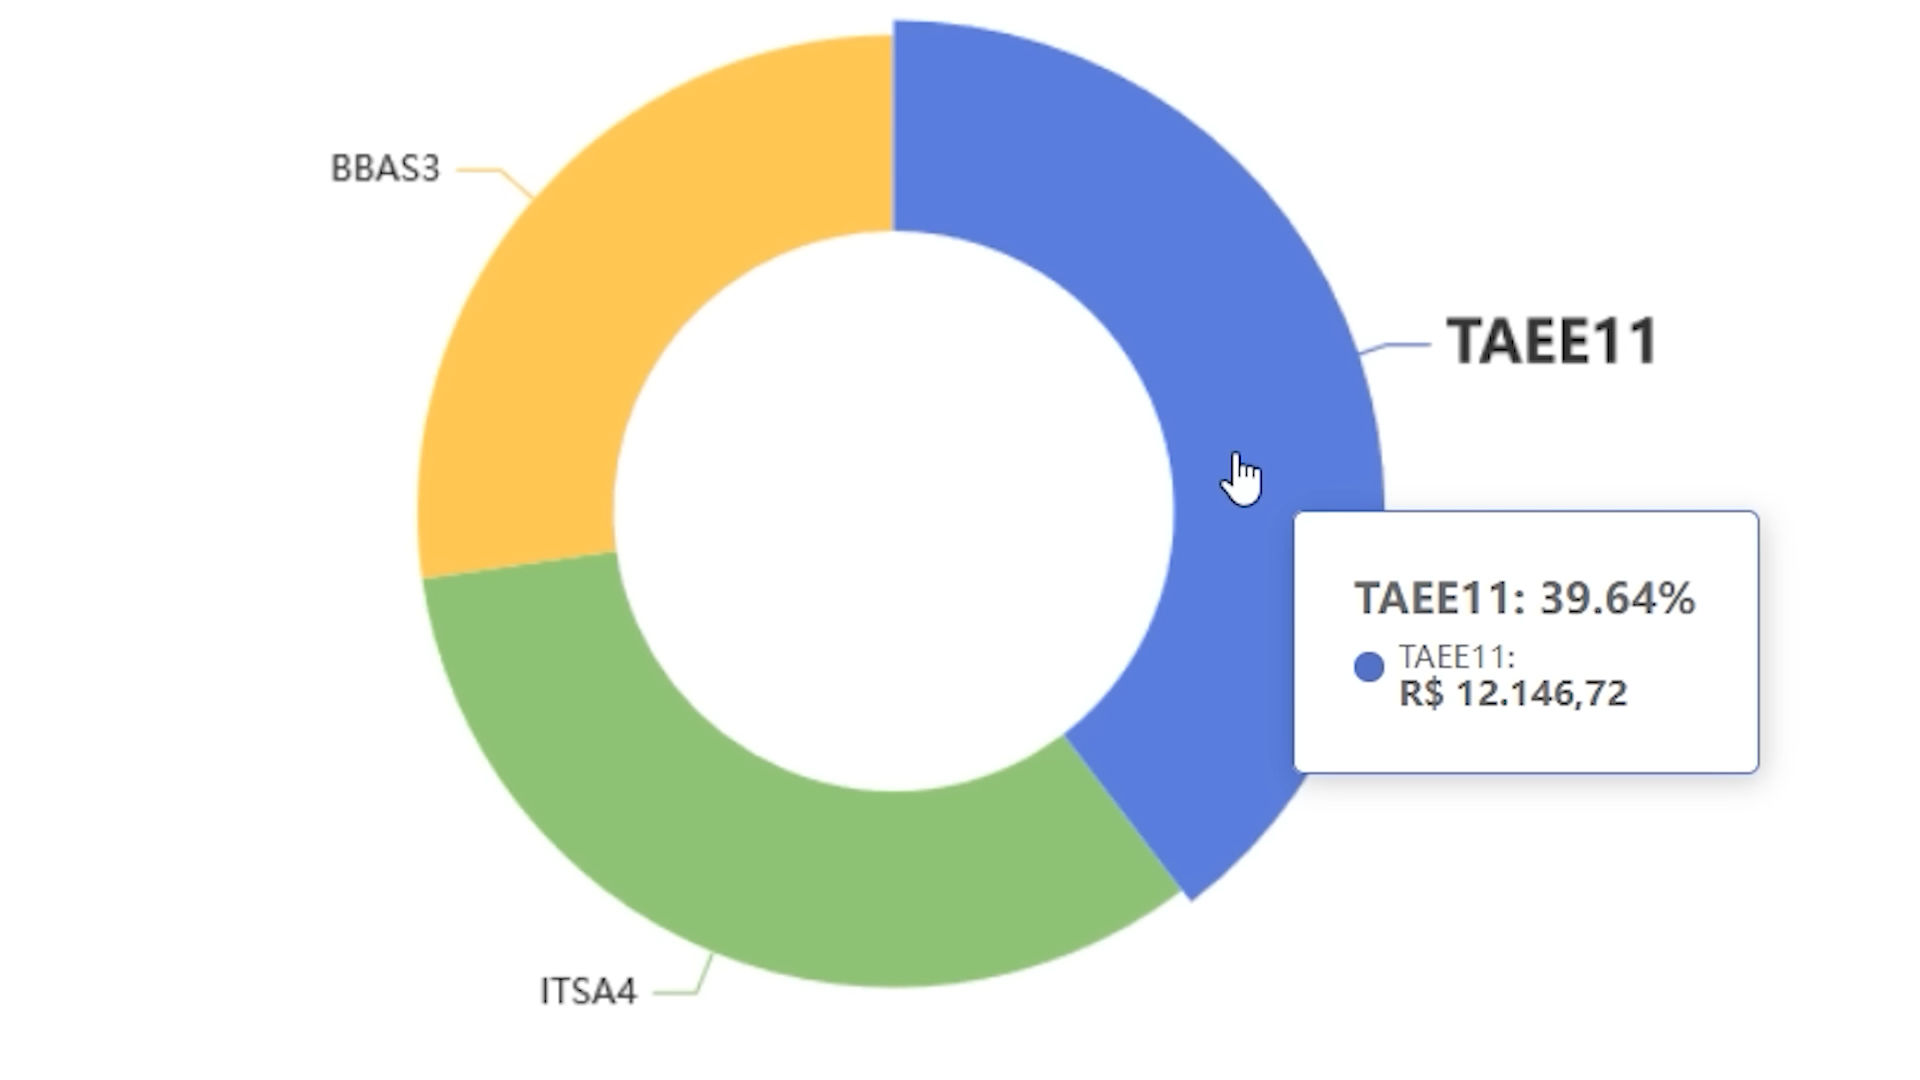 BBAS3
TAEE11
TAEE11: 39.64%
TAEE11:
R$ 12.146,72
ITSA4